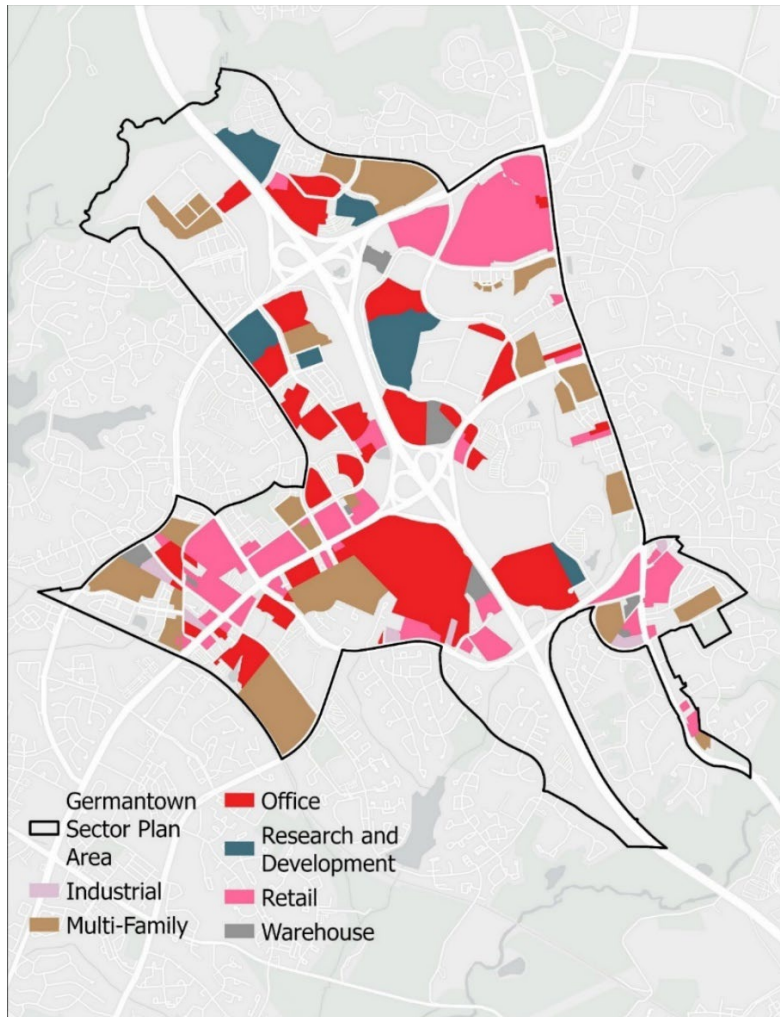 Germantown
Sector Plan
Area
Industrial
Multi-Family
Office
Research and
Development
Retail
Warehouse